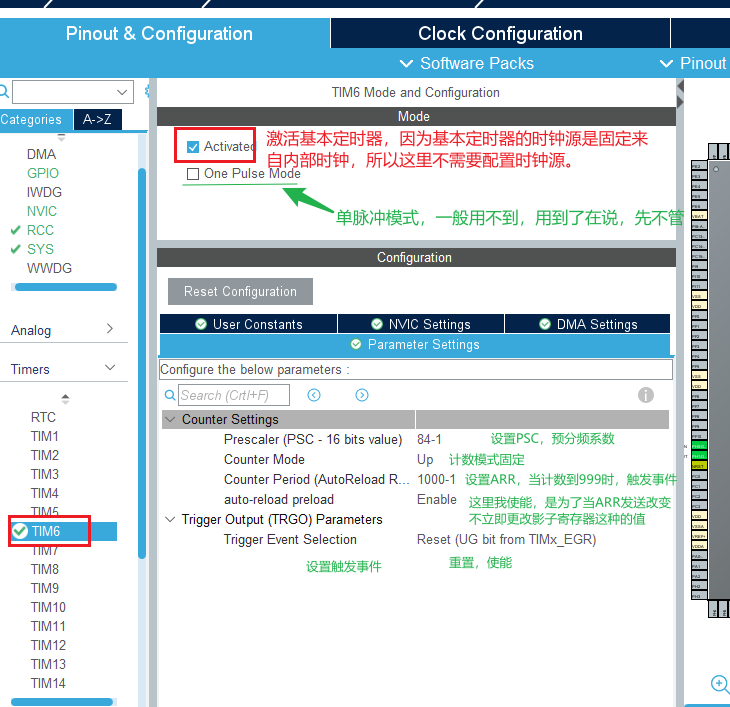 Pinout & Configuration
Clock Configuration
Software Packs
Pinout
Categories
A->Z
DMA
GPIO
IWDG
NVIC
RCC
SYS
WWDG
Analog
Timers
RTC
TIM1
TIM2
TIM3
TIM4
TIM5
TIM6
TIM7
TIM8
TIM9
TIM10
TIM11
TIM12
TIM13
TIM14
TIM6 Mode and Configuration
Mode
Activated
激活基本定时器，因为基本定时器的时钟源是固定来
自内部时钟，所以这里不需要配置时钟源。
One Pulse Mode
单脉冲模式，一般用不到，用到了在说，先不管
Configuration
Reset Configuration
User Constants
NVIC Settings
DMA Settings
Parameter Settings
Configure the below parameters :
Search (Crtl+F)
Counter Settings
Prescaler (PSC - 16 bits value) 84-1 设置PSC，预分频系数
Counter Mode Up 计数模式固定
Counter Period (AutoReload R... 1000-1 设置ARR，当计数到999时，触发事件
auto-reload preload Enable 这里我使能，是为了当ARR发送改变
不立即更改影子寄存器这种的值
Trigger Output (TRGO) Parameters
Trigger Event Selection Reset (UG bit from TIMx_EGR)
设置触发事件 重置，使能